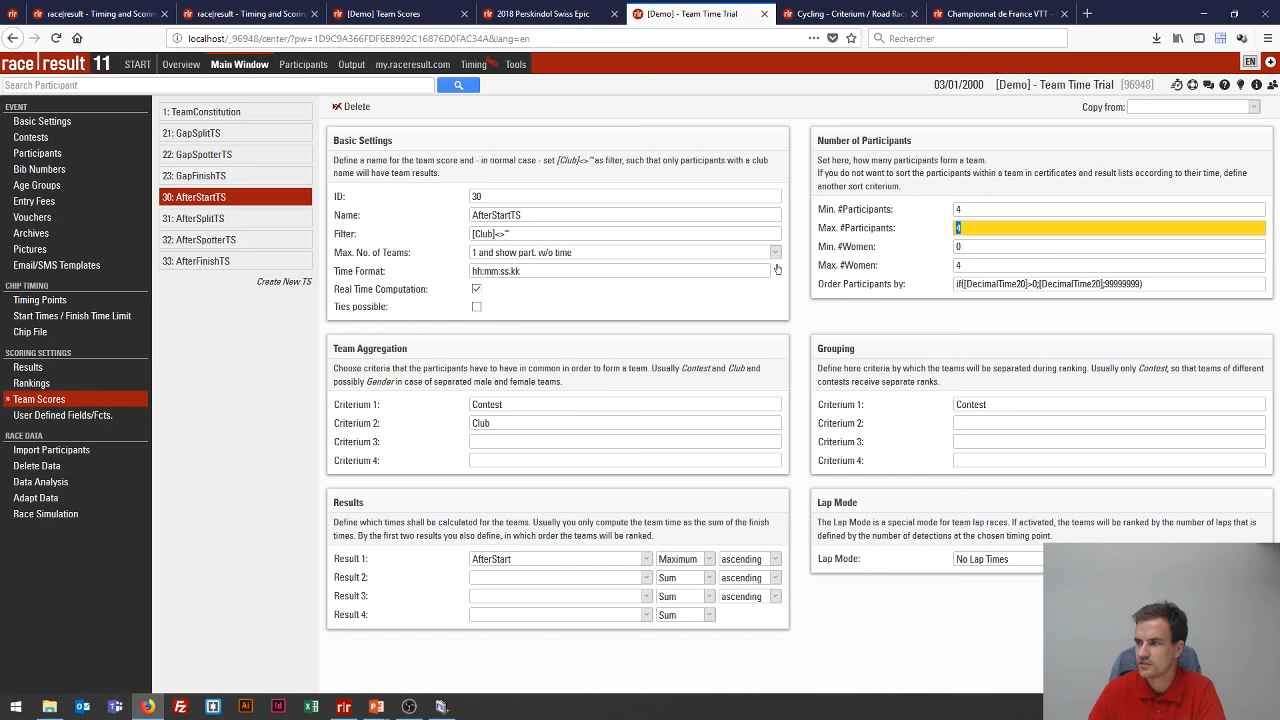 race|result - Timing and Scorin
race|result - Timing and Scorin
[Demo] Team Scores
2018 Perskindol Swiss Epic
[Demo] - Team Time Trial
Cycling - Criterium / Road Race
Championnat de France VTT
localhost/_96948/center/?pw=1D9C9A366FDF6E8992C16876D0FC34A&lang=en
Rechercher
race|result 11 START Overview Main Window Participants Output my.raceresult.com Timing Tools EN
Search Participant
03/01/2000 [Demo] - Team Time Trial [96948]
EVENT
Basic Settings
Contests
Participants
Bib Numbers
Age Groups
Entry Fees
Vouchers
Archives
Pictures
Email/SMS Templates
CHIP TIMING
Timing Points
Start Times / Finish Time Limit
Chip File
SCORING SETTINGS
Results
Rankings
» Team Scores
User Defined Fields/Fcts.
RACE DATA
Import Participants
Delete Data
Data Analysis
Adapt Data
Race Simulation
1: TeamConstitution
21: GapSplitTS
22: GapSpotterTS
23: GapFinishTS
30: AfterStartTS
31: AfterSplitTS
32: AfterSpotterTS
33: AfterFinishTS
Create New TS
Delete
Copy from:
Basic Settings
Define a name for the team score and - in normal case - set [Club]<>"" as filter, such that only participants with a club
name will have team results.
ID: 30
Name: AfterStartTS
Filter: [Club]<>""
Max. No. of Teams: 1 and show part. w/o time
Time Format: hh:mm:ss.kk
Real Time Computation:
Ties possible:
Number of Participants
Set here, how many participants form a team.
If you do not want to sort the participants within a team in certificates and result lists according to their time, define
another sort criterium.
Min. #Participants: 4
Max. #Participants: 4
Min. #Women: 0
Max. #Women: 4
Order Participants by: if([DecimalTime20]>0;[DecimalTime20];99999999)
Team Aggregation
Choose criteria that the participants have to have in common in order to form a team. Usually Contest and Club and
possibly Gender in case of separated male and female teams.
Criterium 1: Contest
Criterium 2: Club
Criterium 3:
Criterium 4:
Grouping
Define here criteria by which the teams will be separated during ranking. Usually only Contest, so that teams of different
contests receive separate ranks.
Criterium 1: Contest
Criterium 2:
Criterium 3:
Criterium 4:
Results
Define which times shall be calculated for the teams. Usually you only compute the team time as the sum of the finish
times. By the first two results you also define, in which order the teams will be ranked.
Result 1: AfterStart Maximum ascending
Result 2: Sum ascending
Result 3: Sum ascending
Result 4: Sum
Lap Mode
The Lap Mode is a special mode for team lap races. If activated, the teams will be ranked by the number of laps that is
defined by the number of detections at the chosen timing point.
Lap Mode: No Lap Times